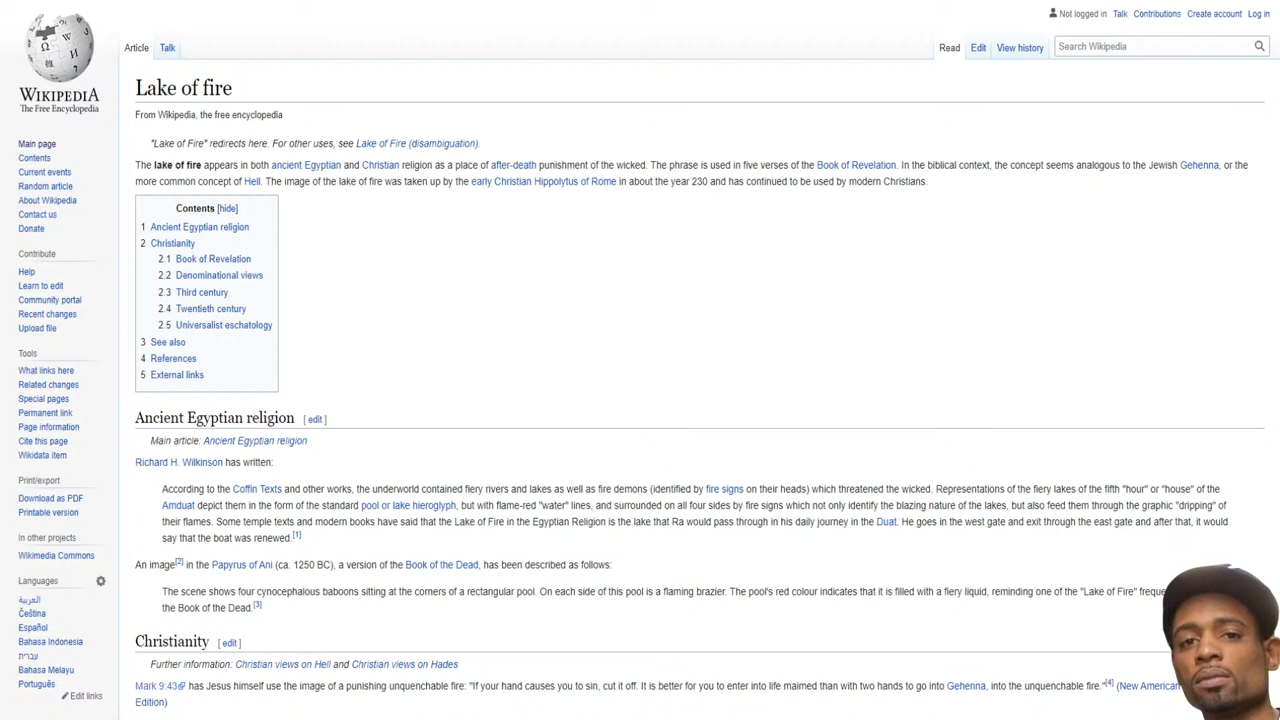 Not logged in Talk Contributions Create account Log in
Article Talk Read Edit View history Search Wikipedia
WIKIPEDIA
The Free Encyclopedia
Main page
Contents
Current events
Random article
About Wikipedia
Contact us
Donate
Contribute
Help
Learn to edit
Community portal
Recent changes
Upload file
Tools
What links here
Related changes
Special pages
Permanent link
Page information
Cite this page
Wikidata item
Print/export
Download as PDF
Printable version
In other projects
Wikimedia Commons
Languages
العربية
Čeština
Español
Bahasa Indonesia
עברית
Bahasa Melayu
Português
Edit links
Lake of fire
From Wikipedia, the free encyclopedia
"Lake of Fire" redirects here. For other uses, see Lake of Fire (disambiguation).
The lake of fire appears in both ancient Egyptian and Christian religion as a place of after-death punishment of the wicked. The phrase is used in five verses of the Book of Revelation. In the biblical context, the concept seems analogous to the Jewish Gehenna, or the
more common concept of Hell. The image of the lake of fire was taken up by the early Christian Hippolytus of Rome in about the year 230 and has continued to be used by modern Christians.
Contents [hide]
1 Ancient Egyptian religion
2 Christianity
2.1 Book of Revelation
2.2 Denominational views
2.3 Third century
2.4 Twentieth century
2.5 Universalist eschatology
3 See also
4 References
5 External links
Ancient Egyptian religion [ edit ]
Main article: Ancient Egyptian religion
Richard H. Wilkinson has written:
According to the Coffin Texts and other works, the underworld contained fiery rivers and lakes as well as fire demons (identified by fire signs on their heads) which threatened the wicked. Representations of the fiery lakes of the fifth "hour" or "house" of the
Amduat depict them in the form of the standard pool or lake hieroglyph, but with flame-red "water" lines, and surrounded on all four sides by fire signs which not only identify the blazing nature of the lakes, but also feed them through the graphic "dripping" of
their flames. Some temple texts and modern books have said that the Lake of Fire in the Egyptian Religion is the lake that Ra would pass through in his daily journey in the Duat. He goes in the west gate and exit through the east gate and after that, it would
say that the boat was renewed.[1]
An image[2] in the Papyrus of Ani (ca. 1250 BC), a version of the Book of the Dead, has been described as follows:
The scene shows four cynocephalous baboons sitting at the corners of a rectangular pool. On each side of this pool is a flaming brazier. The pool's red colour indicates that it is filled with a fiery liquid, reminding one of the "Lake of Fire"
the Book of the Dead.[3]
Christianity [ edit ]
Further information: Christian views on Hell and Christian views on Hades
Mark 9:43 has Jesus himself use the image of a punishing unquenchable fire: "If your hand causes you to sin, cut it off. It is better for you to enter into life maimed than with two hands to go into Gehenna, into the unquenchable fire."[4] (New American
Edition)